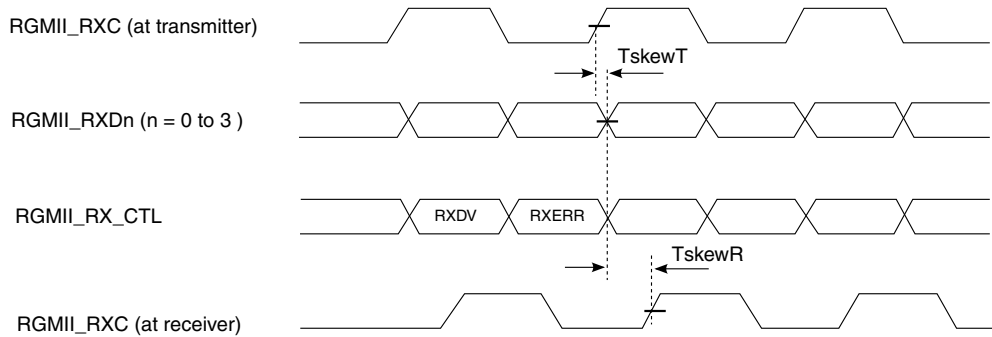 RGMII_RXC (at transmitter)
TskewT
RGMII_RXDn (n = 0 to 3 )
RGMII_RX_CTL
RXDV
RXERR
TskewR
RGMII_RXC (at receiver)